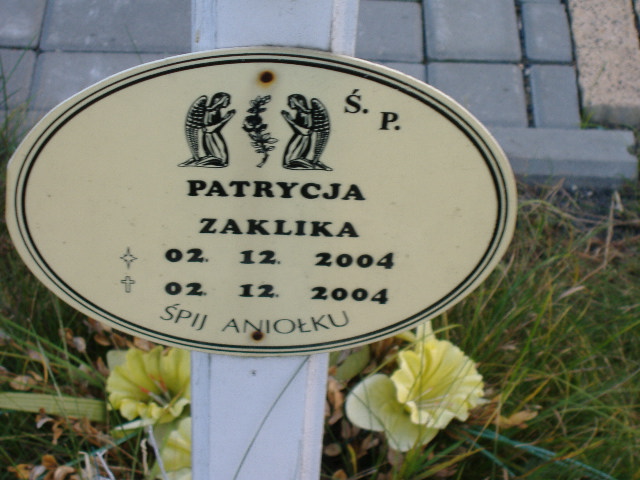 Ś. P.
PATRYCJA
ZAKLIKA
02. 12. 2004
02. 12. 2004
ŚPIJ ANIOŁKU